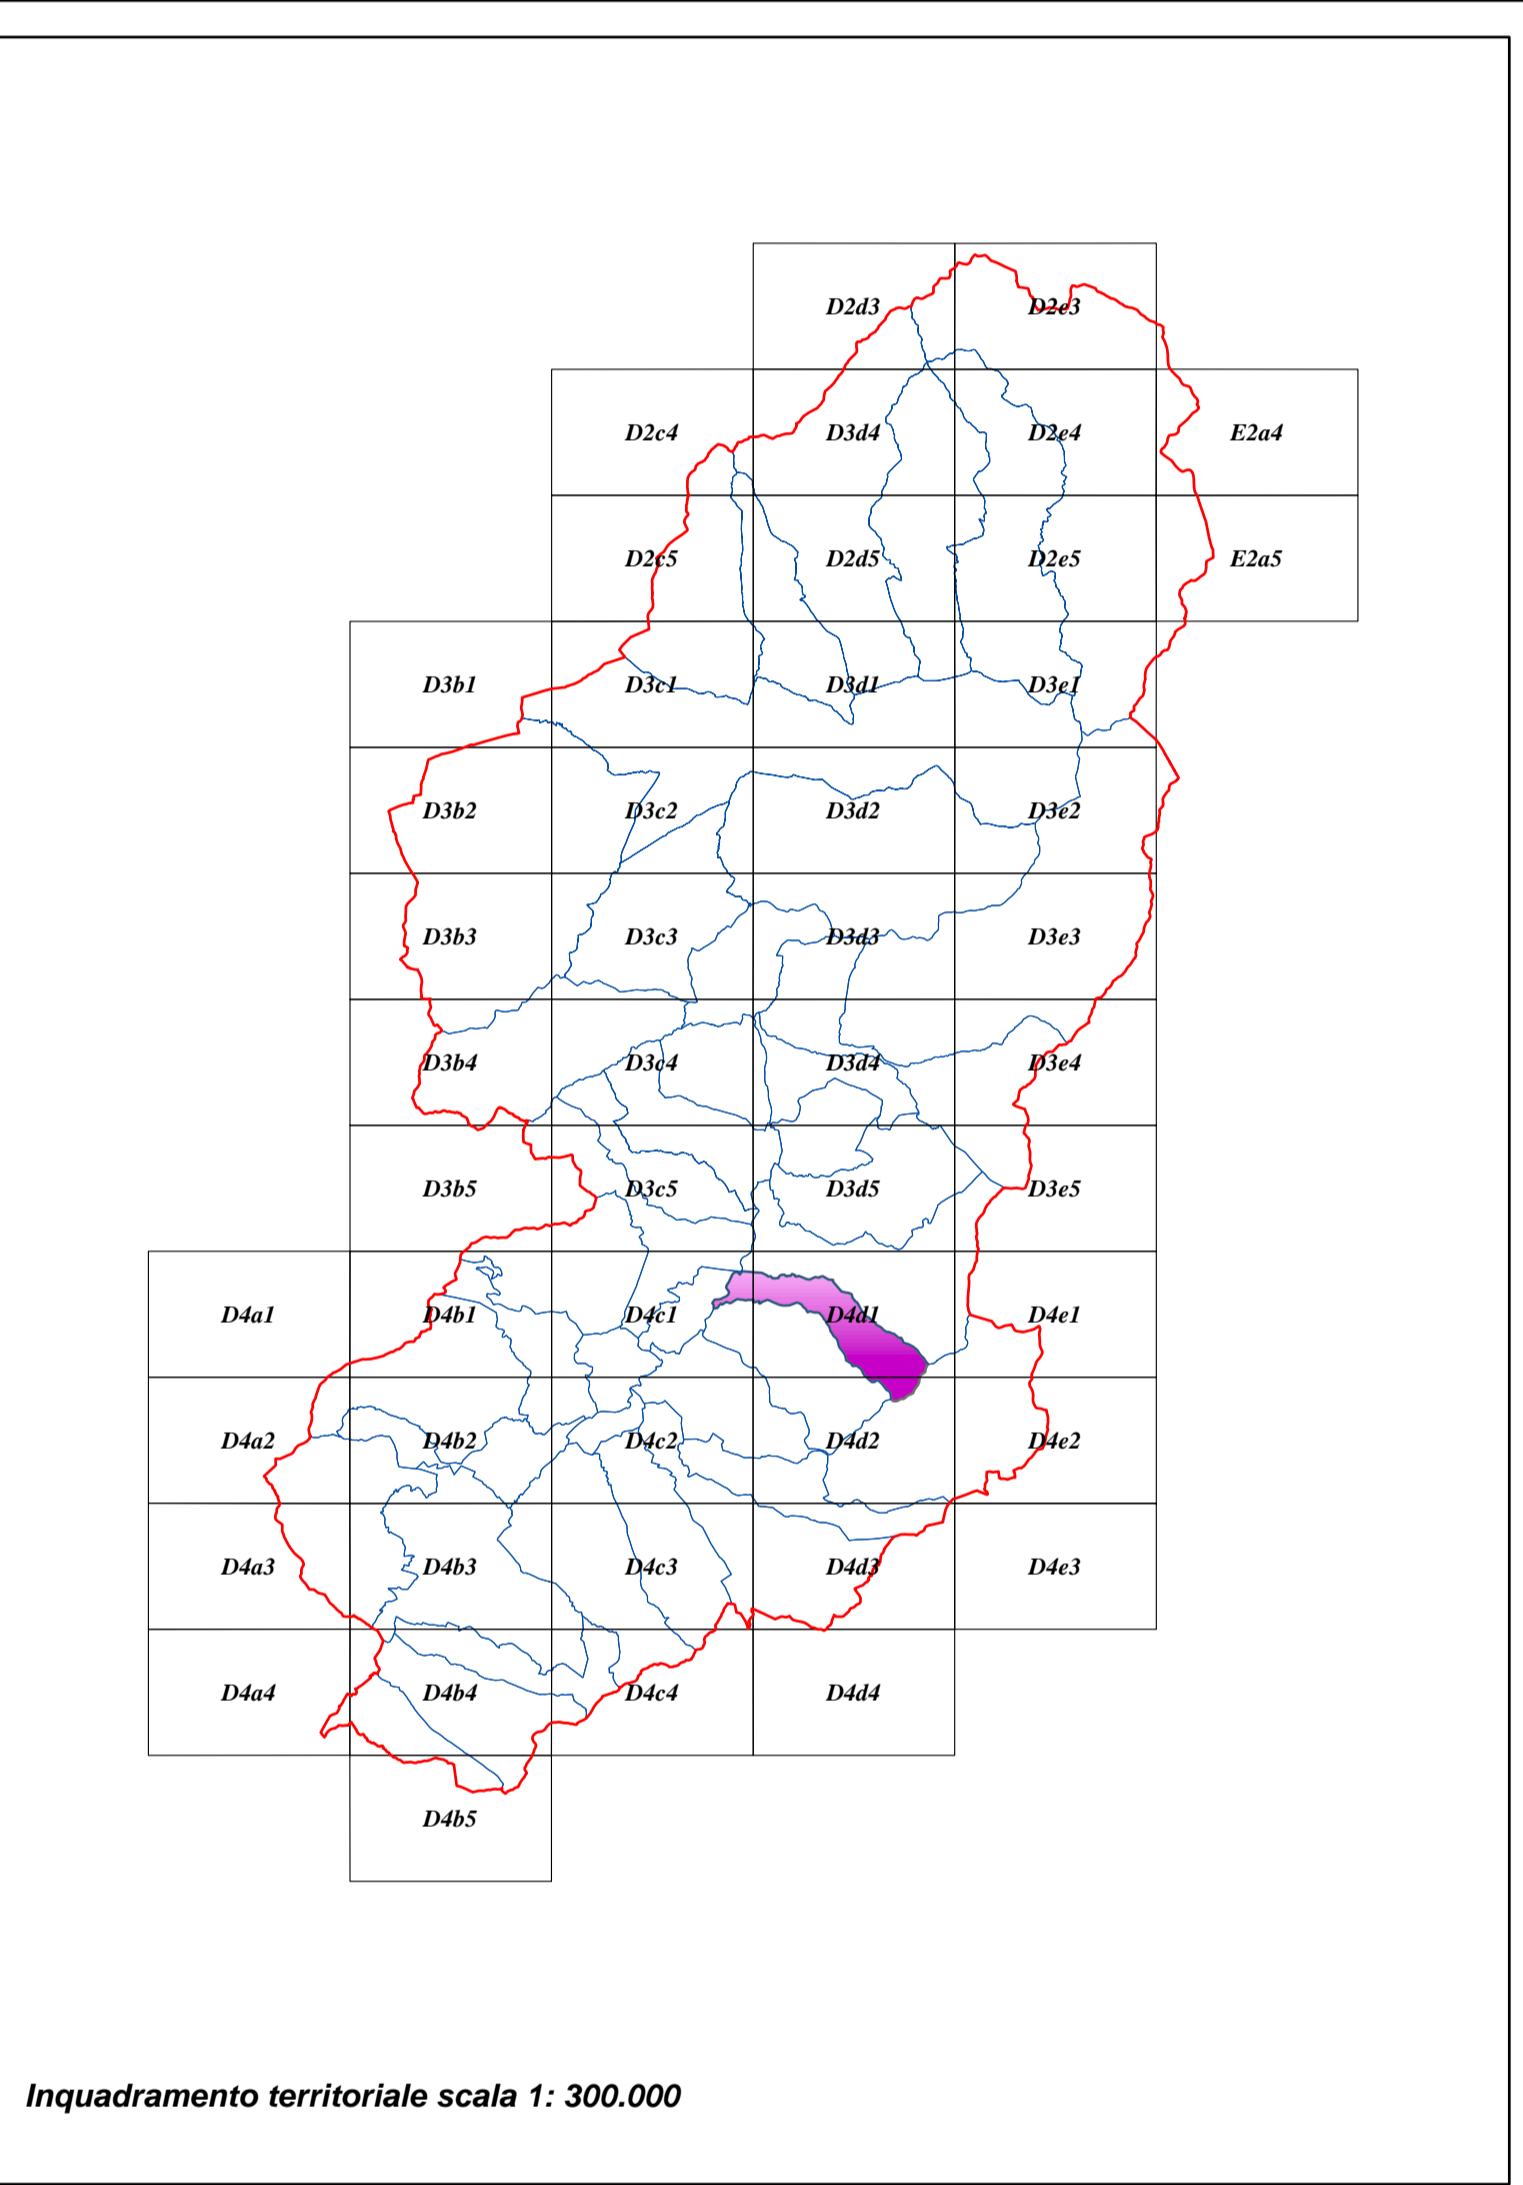 D2d3 D2e3
D2c4 D3d4 D2e4 E2a4
D2c5 D2d5 D2e5 E2a5
D3b1 D3c1 D3d1 D3e1
D3b2 D3c2 D3d2 D3e2
D3b3 D3c3 D3d3 D3e3
D3b4 D3c4 D3d4 D3e4
D3b5 D3c5 D3d5 D3e5
D4a1 D4b1 D4c1 D4d1 D4e1
D4a2 D4b2 D4c2 D4d2 D4e2
D4a3 D4b3 D4c3 D4d3 D4e3
D4a4 D4b4 D4c4 D4d4
D4b5
Inquadramento territoriale scala 1: 300.000